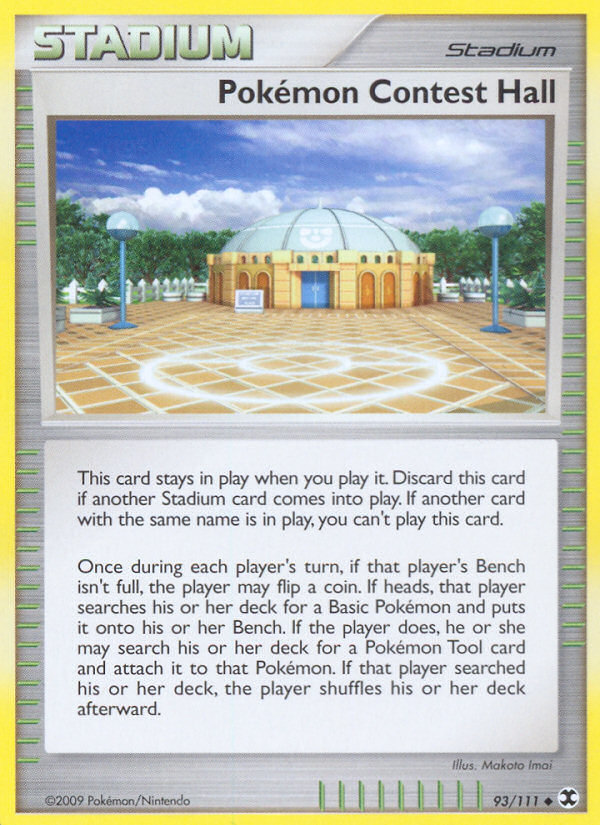 STADIUM
Stadium
Pokémon Contest Hall
This card stays in play when you play it. Discard this card
if another Stadium card comes into play. If another card
with the same name is in play, you can't play this card.
Once during each player's turn, if that player's Bench
isn't full, the player may flip a coin. If heads, that player
searches his or her deck for a Basic Pokémon and puts
it onto his or her Bench. If the player does, he or she
may search his or her deck for a Pokémon Tool card
and attach it to that Pokémon. If that player searched
his or her deck, the player shuffles his or her deck
afterward.
Illus. Makoto Imai
©2009 Pokémon/Nintendo
93/111